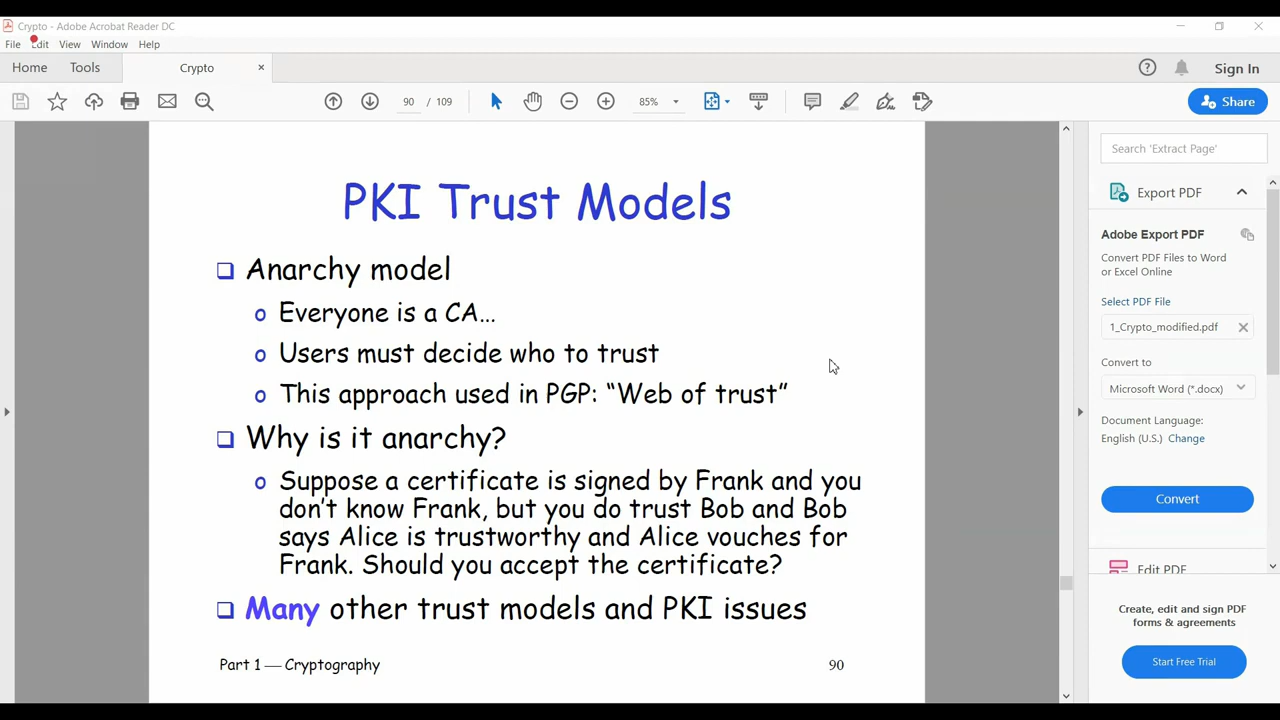 Crypto - Adobe Acrobat Reader DC
File Edit View Window Help
Home Tools Crypto × Sign In
90 / 109 85% Share
PKI Trust Models
Anarchy model
Everyone is a CA…
Users must decide who to trust
This approach used in PGP: “Web of trust”
Why is it anarchy?
Suppose a certificate is signed by Frank and you
don’t know Frank, but you do trust Bob and Bob
says Alice is trustworthy and Alice vouches for
Frank. Should you accept the certificate?
Many other trust models and PKI issues
Part 1 — Cryptography 90
Search 'Extract Page'
Export PDF
Adobe Export PDF
Convert PDF Files to Word
or Excel Online
Select PDF File
1_Crypto_modified.pdf
Convert to
Microsoft Word (*.docx)
Document Language:
English (U.S.) Change
Convert
Edit PDF
Create, edit and sign PDF
forms & agreements
Start Free Trial